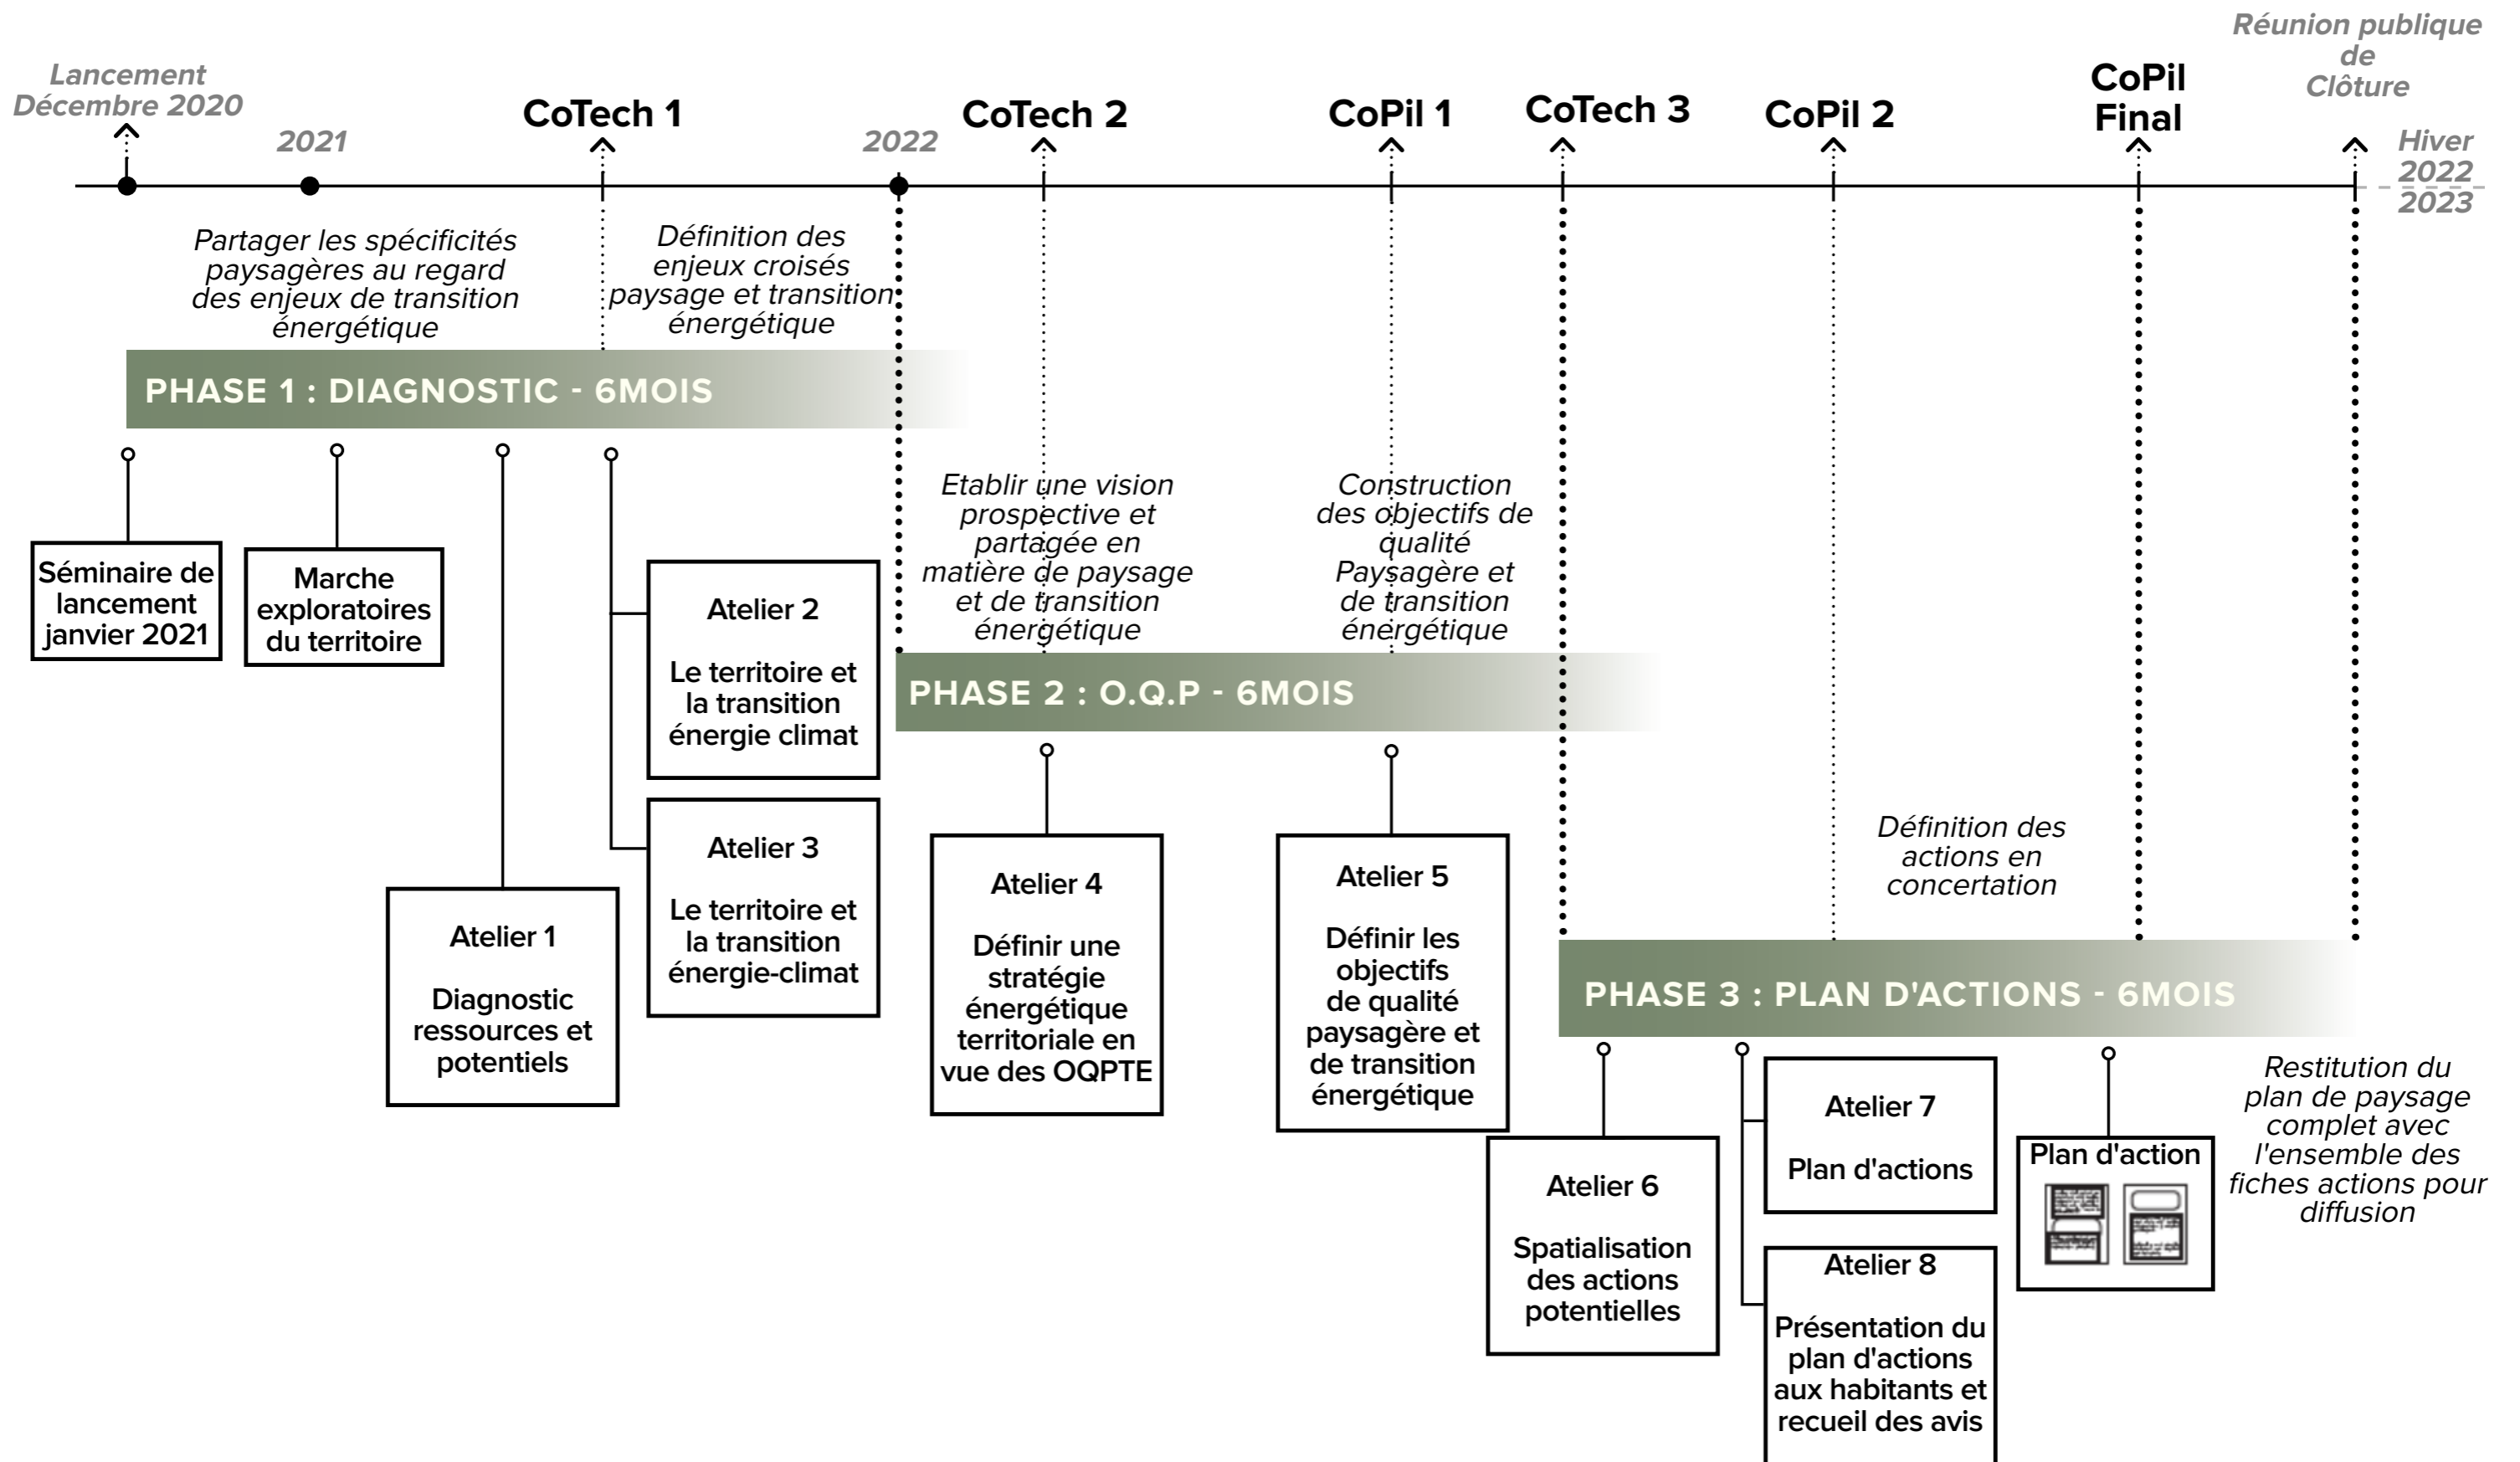 Lancement
Décembre 2020
2021
CoTech 1
2022
CoTech 2
CoPil 1
CoTech 3
CoPil 2
CoPil
Final
Réunion publique
de
Clôture
Hiver
2022
2023
Partager les spécificités
paysagères au regard
des enjeux de transition
énergétique
Définition des
enjeux croisés
paysage et transition
énergétique
PHASE 1 : DIAGNOSTIC - 6MOIS
Séminaire de
lancement
janvier 2021
Marche
exploratoires
du territoire
Atelier 1
Diagnostic
ressources et
potentiels
Atelier 2
Le territoire et
la transition
énergie climat
Atelier 3
Le territoire et
la transition
énergie-climat
Etablir une vision
prospective et
partagée en
matière de paysage
et de transition
énergétique
Construction
des objectifs de
qualité
Paysagère et
de transition
énergétique
PHASE 2 : O.Q.P - 6MOIS
Atelier 4
Définir une
stratégie
énergétique
territoriale en
vue des OQPTE
Atelier 5
Définir les
objectifs
de qualité
paysagère et
de transition
énergétique
Définition des
actions en
concertation
PHASE 3 : PLAN D'ACTIONS - 6MOIS
Atelier 6
Spatialisation
des actions
potentielles
Atelier 7
Plan d'actions
Atelier 8
Présentation du
plan d'actions
aux habitants et
recueil des avis
Plan d'action
Restitution du
plan de paysage
complet avec
l'ensemble des
fiches actions pour
diffusion